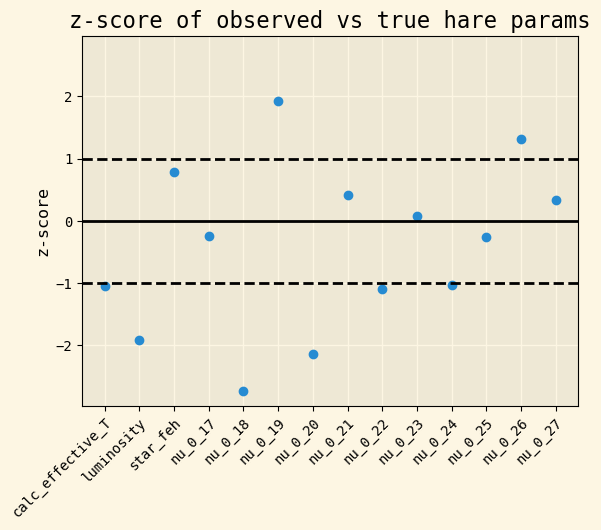 z-score of observed vs true hare params
z-score
2
1
0
−1
−2
calc_effective_T
luminosity
star_feh
nu_0_17
nu_0_18
nu_0_19
nu_0_20
nu_0_21
nu_0_22
nu_0_23
nu_0_24
nu_0_25
nu_0_26
nu_0_27